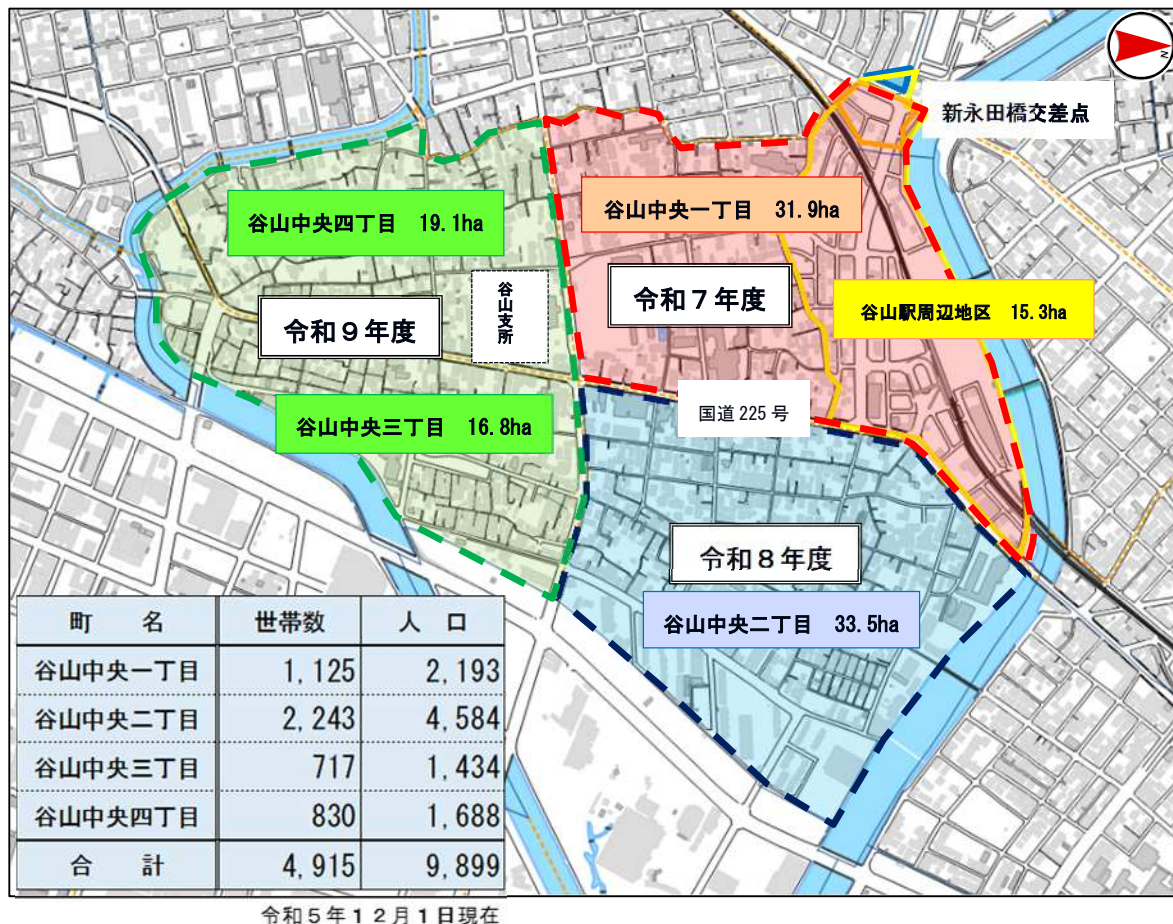 N
新永田橋交差点
谷山中央四丁目 19.1ha
谷山中央一丁目 31.9ha
谷山支所
令和7年度
谷山駅周辺地区 15.3ha
令和9年度
国道225号
谷山中央三丁目 16.8ha
令和8年度
谷山中央二丁目 33.5ha
町 名 世帯数 人 口
谷山中央一丁目 1,125 2,193
谷山中央二丁目 2,243 4,584
谷山中央三丁目 717 1,434
谷山中央四丁目 830 1,688
合 計 4,915 9,899
令和5年12月1日現在